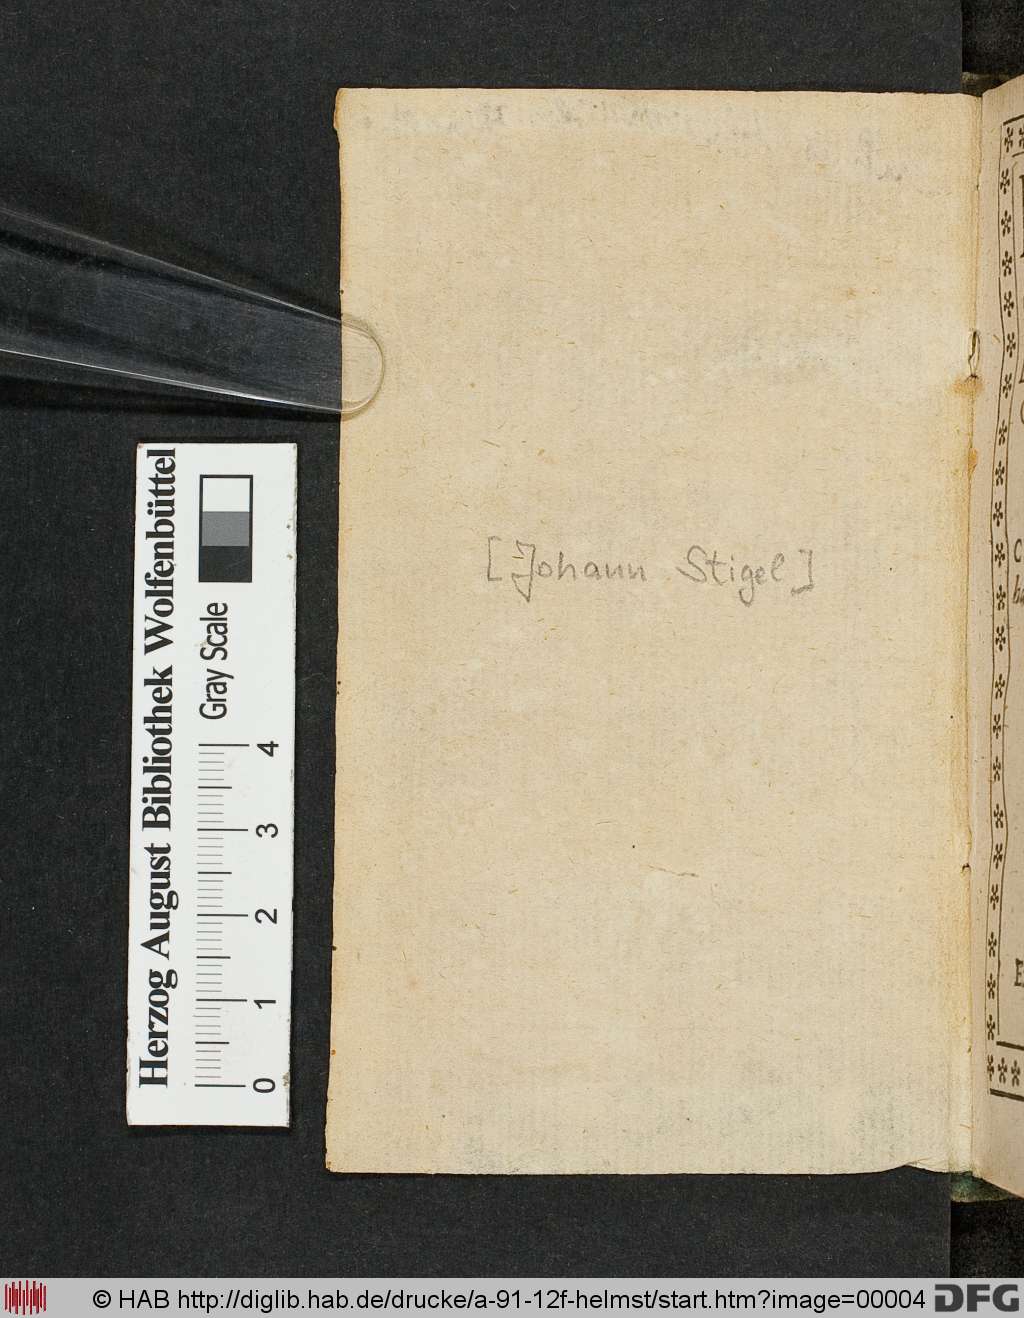 [Johann Stigel]
Herzog August Bibliothek Wolfenbüttel
Gray Scale
0 1 2 3 4
© HAB http://diglib.hab.de/drucke/a-91-12f-helmst/start.htm?image=00004
DFG